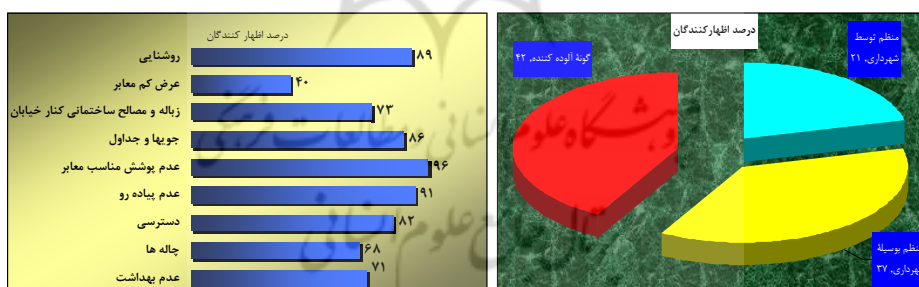 درصد اظهار کنندگان
روشنایی
۸۹
عرض کم معابر
۴۰
زباله و مصالح ساختمانی کنار خیابان
۷۳
جویها و جداول
۸۶
عدم پوشش مناسب معابر
۹۶
عدم پیاده رو
۹۱
دسترسی
۸۲
چاله ها
۶۸
عدم بهداشت
۷۱
درصد اظهارکنندگان
منظم توسط
شهرداری, ۲۱
گونهٔ آلوده کننده, ۴۲
منظم بوسیلهٔ
شهرداری, ۳۷